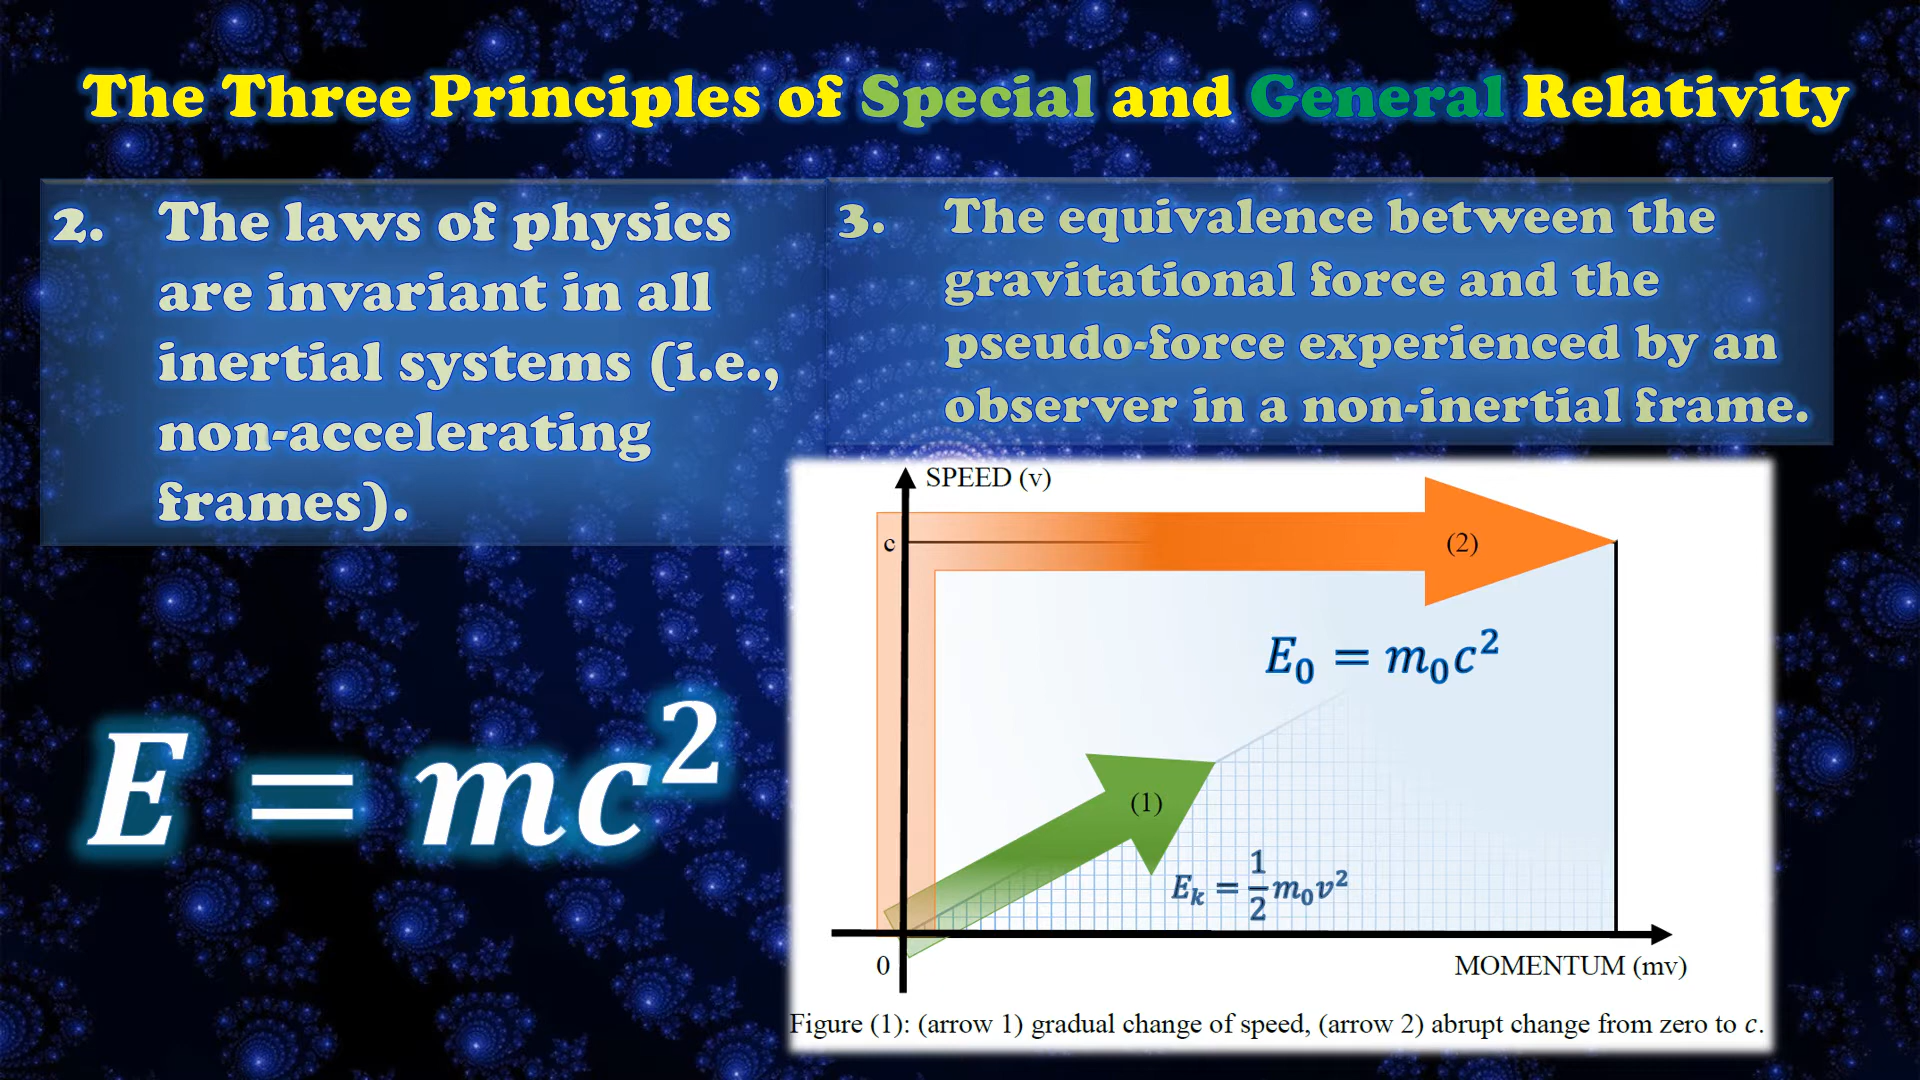 The Three Principles of Special and General Relativity
2. The laws of physics
are invariant in all
inertial systems (i.e.,
non-accelerating
frames).
3. The equivalence between the
gravitational force and the
pseudo-force experienced by an
observer in a non-inertial frame.
E = mc²
SPEED (v)
c
(2)
E₀ = m₀c²
(1)
Eₖ = ½m₀v²
0
MOMENTUM (mv)
Figure (1): (arrow 1) gradual change of speed, (arrow 2) abrupt change from zero to c.